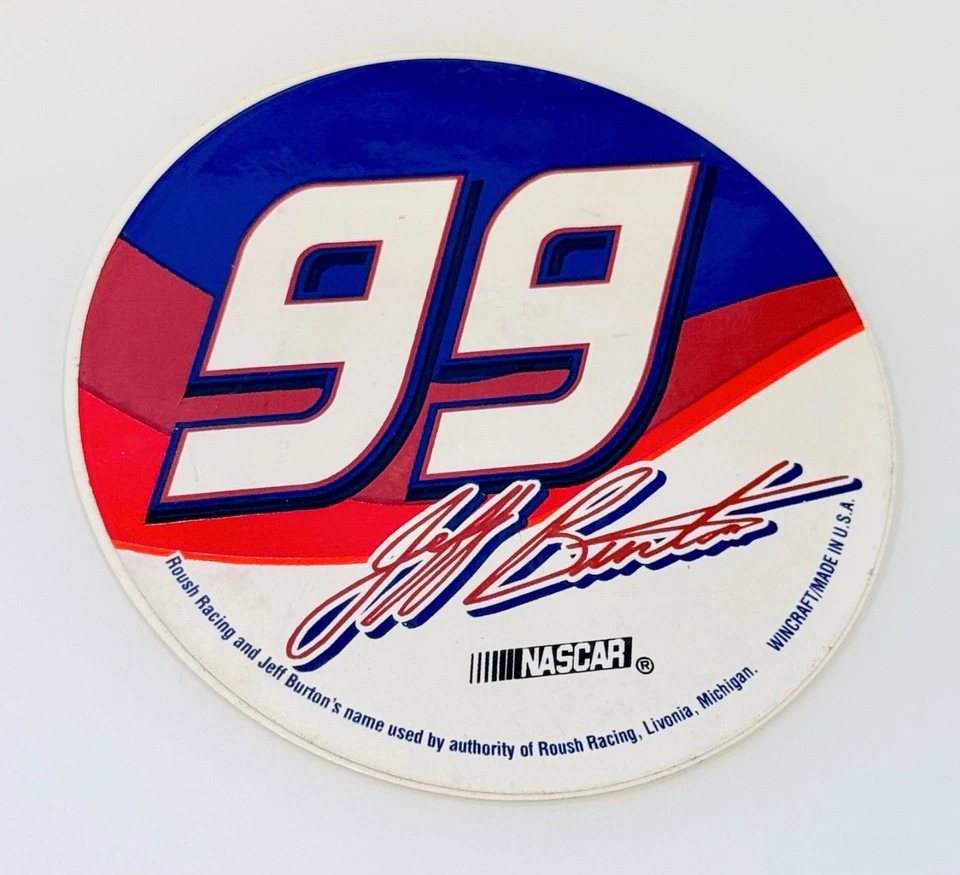 99
Jeff Burton
NASCAR ®
Roush Racing and Jeff Burton's name used by authority of Roush Racing, Livonia, Michigan.
WINCRAFT/MADE IN U.S.A.